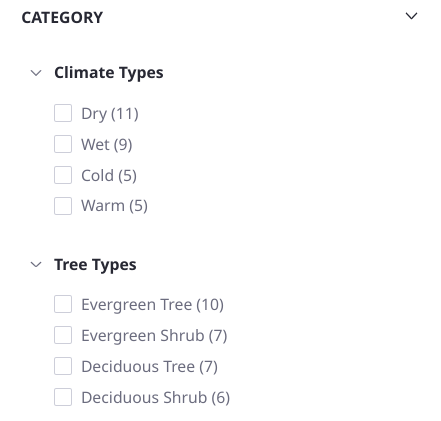 CATEGORY
Climate Types
Dry (11)
Wet (9)
Cold (5)
Warm (5)
Tree Types
Evergreen Tree (10)
Evergreen Shrub (7)
Deciduous Tree (7)
Deciduous Shrub (6)